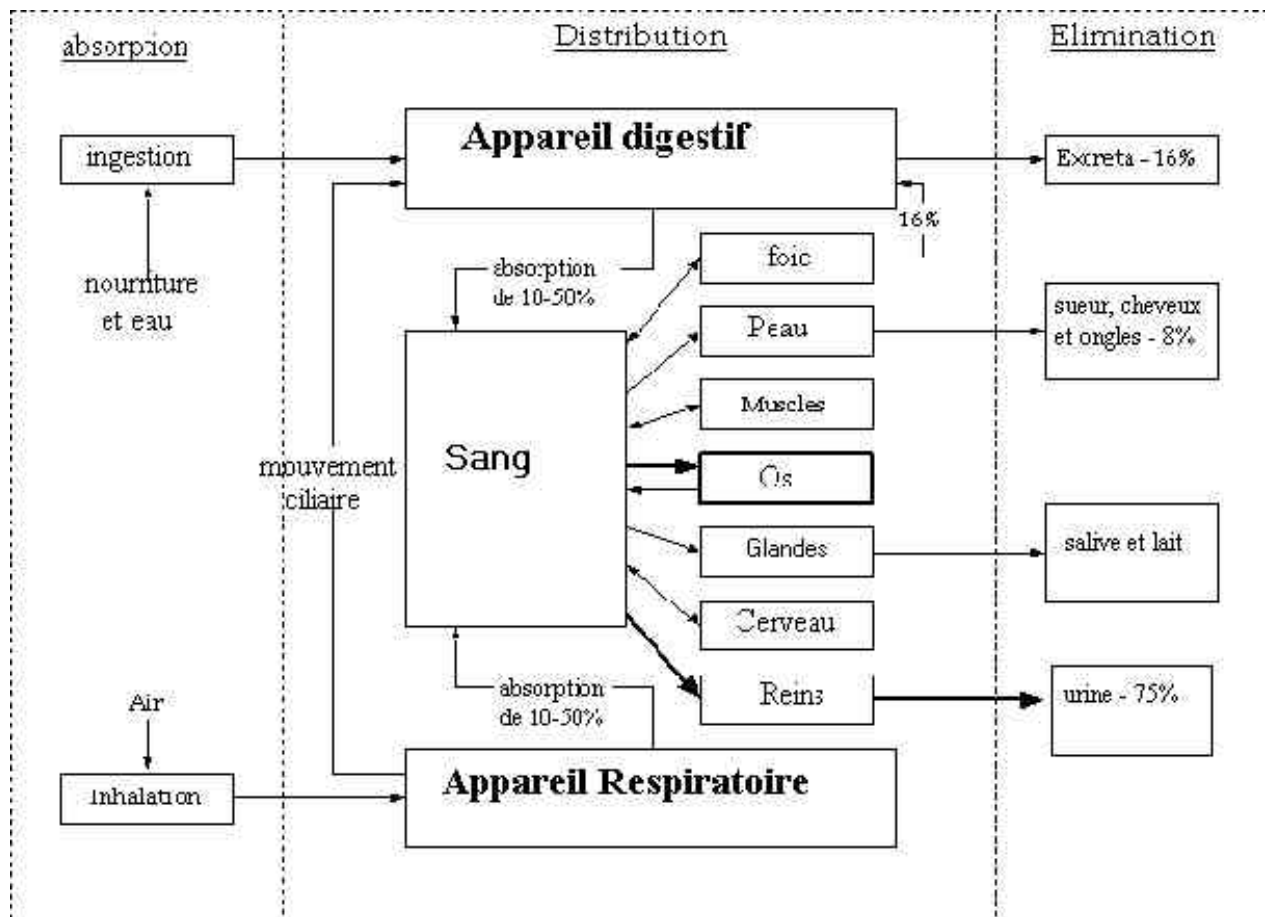 absorption
Distribution
Elimination
Appareil digestif
ingestion
Excreta - 16%
16%
nourriture
et eau
absorption
de 10-50%
foie
Peau
sueur, cheveux
et ongles - 8%
Muscles
Sang
Os
mouvement
ciliaire
Glandes
salive et lait
Cerveau
absorption
de 10-50%
Reins
urine - 75%
Air
Inhalation
Appareil Respiratoire